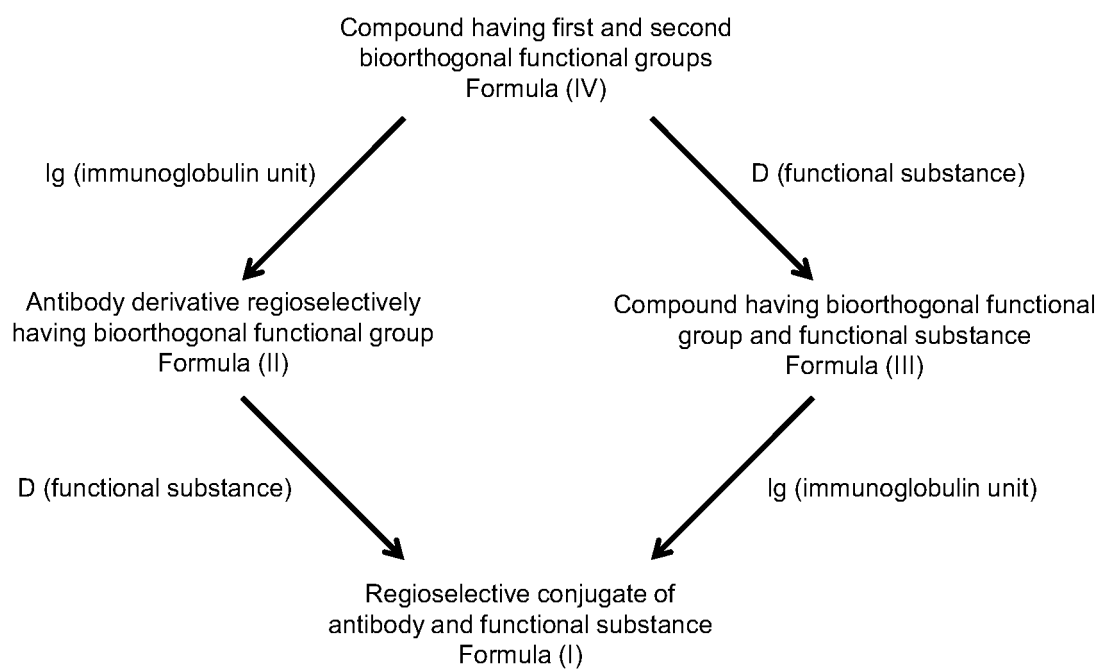 Compound having first and second
bioorthogonal functional groups
Formula (IV)
Ig (immunoglobulin unit)
D (functional substance)
Antibody derivative regioselectively
having bioorthogonal functional group
Formula (II)
Compound having bioorthogonal functional
group and functional substance
Formula (III)
D (functional substance)
Ig (immunoglobulin unit)
Regioselective conjugate of
antibody and functional substance
Formula (I)